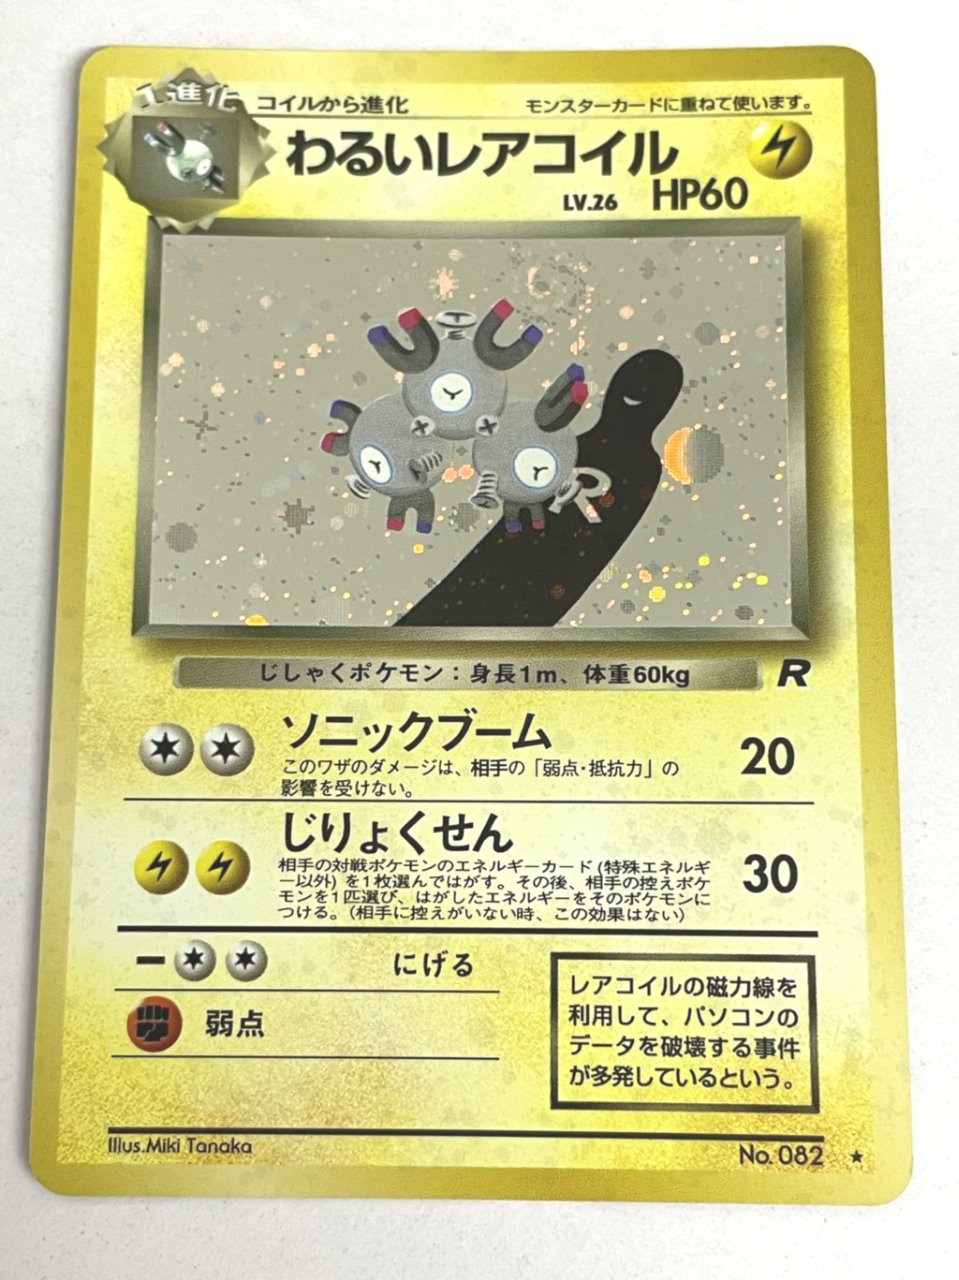 1進化 コイルから進化 モンスターカードに重ねて使います。
わるいレアコイル
LV.26 HP60
R
じしゃくポケモン：身長1m、体重60kg R
ソニックブーム 20
このワザのダメージは、相手の「弱点・抵抗力」の
影響を受けない。
じりょくせん 30
相手の対戦ポケモンのエネルギーカード (特殊エネルギ
ー以外) を1枚選んではがす。その後、相手の控えポケ
モンを1匹選び、はがしたエネルギーをそのポケモンに
つける。(相手に控えがいない時、この効果はない)
ー にげる
弱点
レアコイルの磁力線を
利用して、パソコンの
データを破壊する事件
が多発しているという。
Illus.Miki Tanaka No. 082 ★